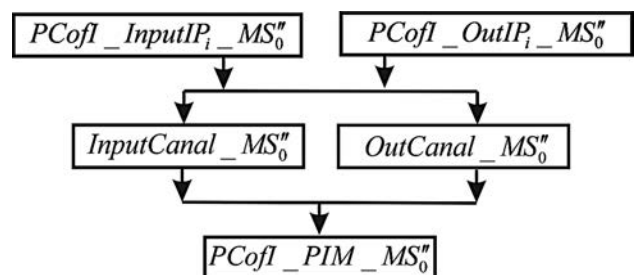 PCofI_InputIP_i_MS″_0
PCofI_OutIP_i_MS″_0
InputCanal_MS″_0
OutCanal_MS″_0
PCofI_PIM_MS″_0